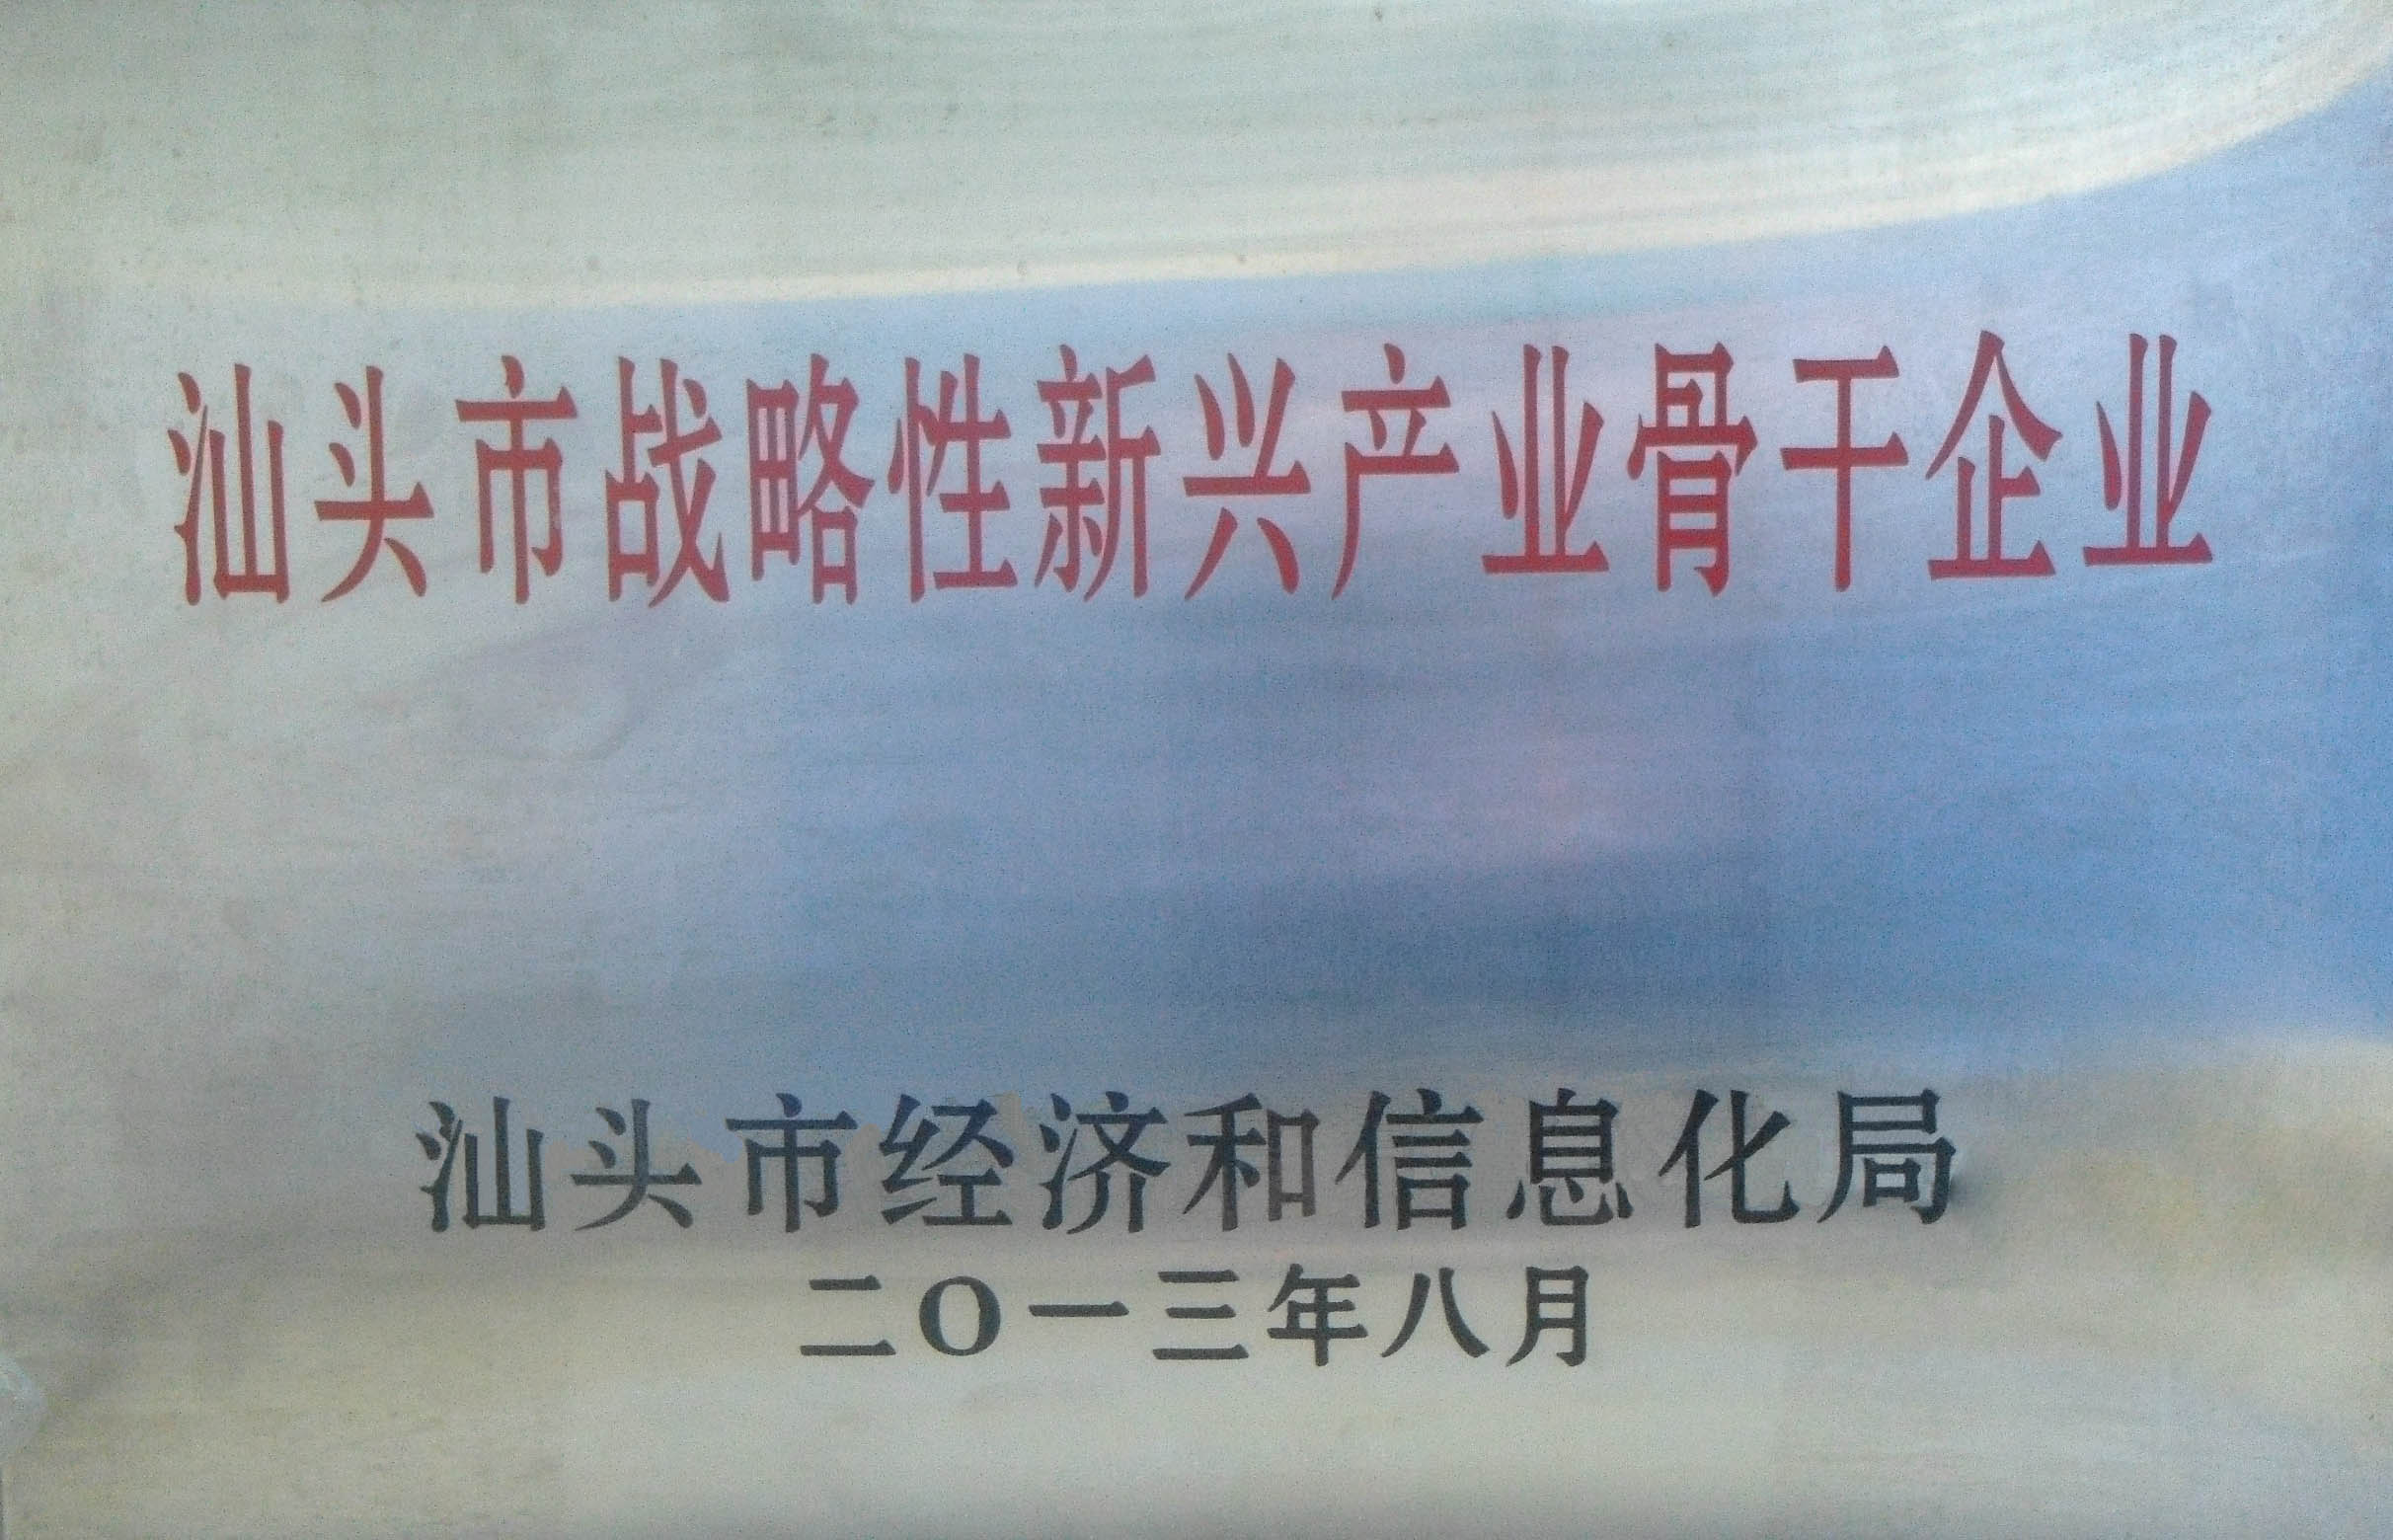 汕头市战略性新兴产业骨干企业
汕头市经济和信息化局
二O一三年八月